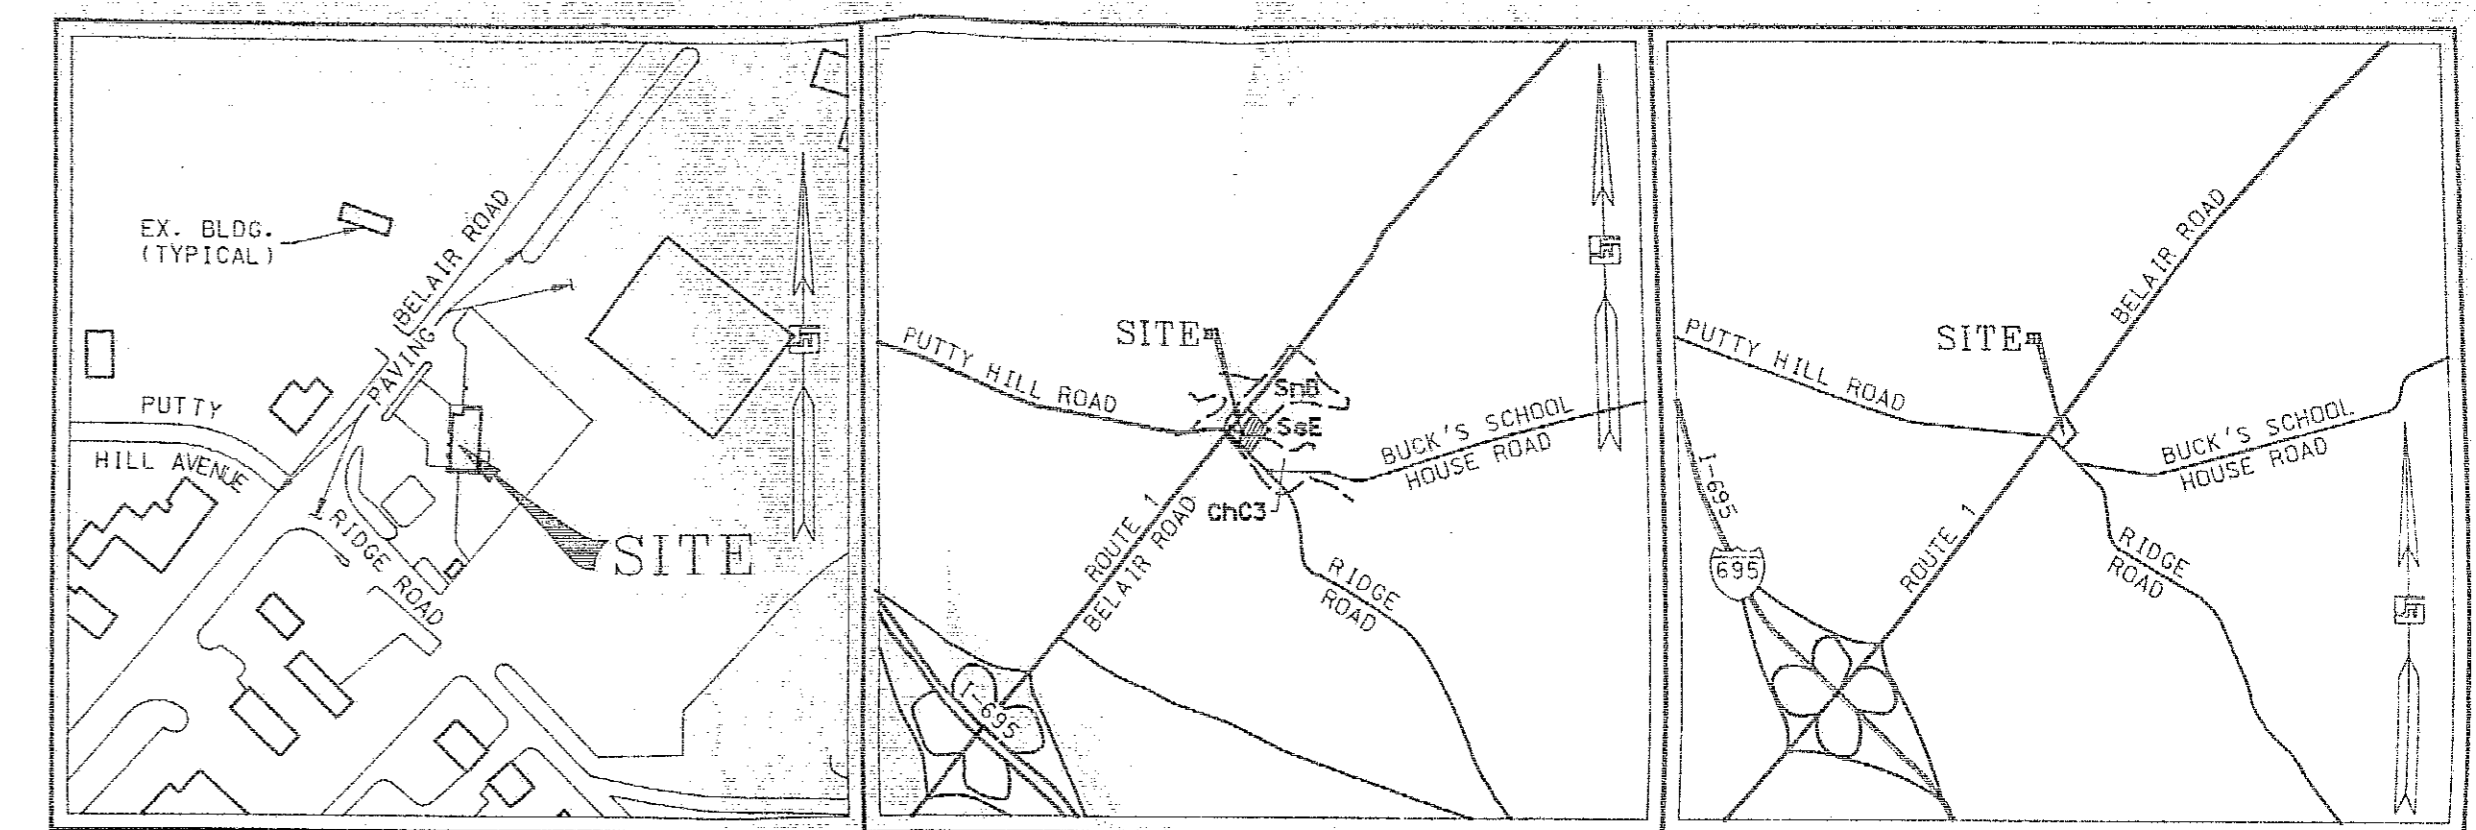 EX. BLDG.
(TYPICAL)
BELAIR ROAD
PAVING
PUTTY
HILL AVENUE
RIDGE ROAD
SITE
SITE
PUTTY HILL ROAD
SnB
SsE
ChC3
BUCK'S SCHOOL
HOUSE ROAD
ROUTE 1
BELAIR ROAD
RIDGE
ROAD
I-695
SITE
BELAIR ROAD
PUTTY HILL ROAD
I-695
695
BUCK'S SCHOOL
HOUSE ROAD
ROUTE 1
RIDGE
ROAD